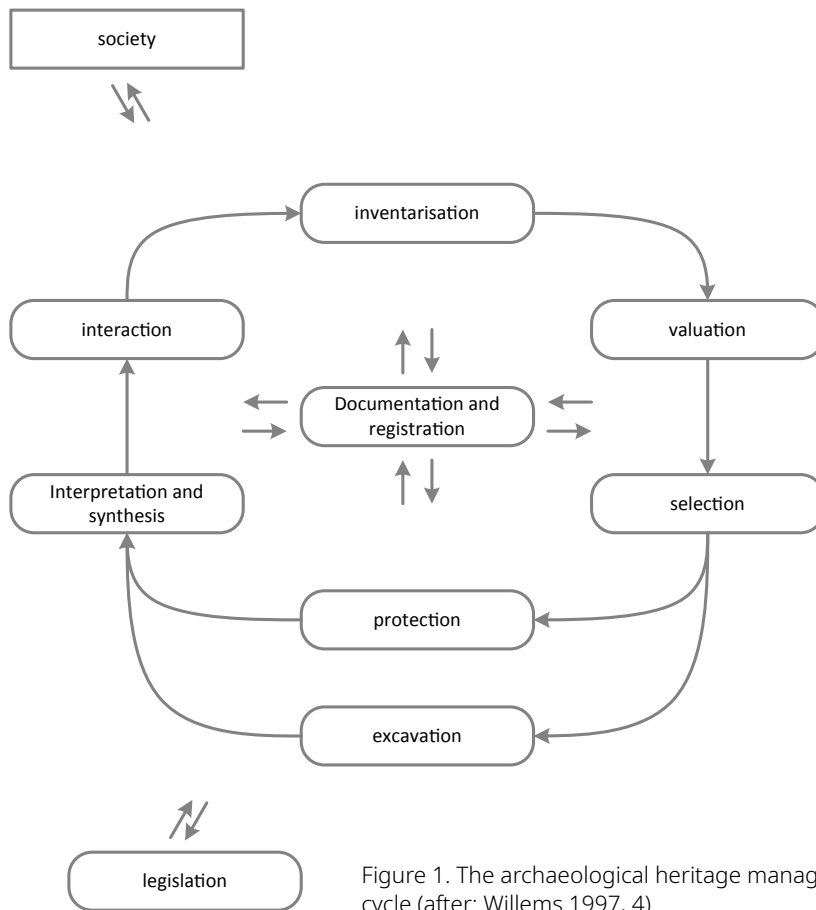 society
inventarisation
interaction
valuation
Documentation and
registration
Interpretation and
synthesis
selection
protection
excavation
legislation
Figure 1. The archaeological heritage
cycle (after: Willems 1997, 4)